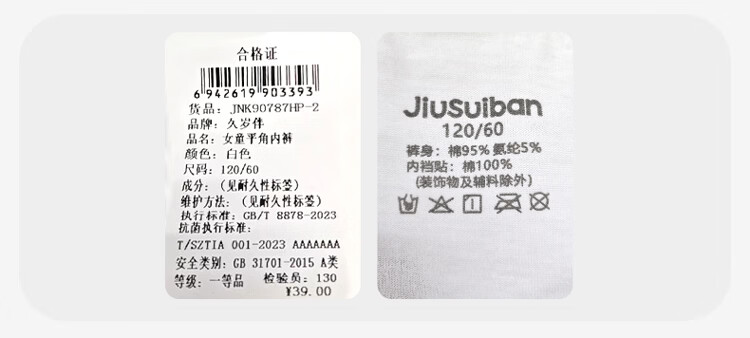 合格证
6 942619 903393
货品：JNK90787HP-2
品牌：久岁伴
品名：女童平角内裤
颜色：白色
尺码：120/60
成分：（见耐久性标签）
维护方法：（见耐久性标签）
执行标准：GB/T 8878-2023
抗菌执行标准：
T/SZTIA 001-2023 AAAAAAA
安全类别：GB 31701-2015 A类
等级：一等品 检验员：130
¥39.00
Jiusuiban
120/60
裤身：棉95% 氨纶5%
内裆贴：棉100%
(装饰物及辅料除外)